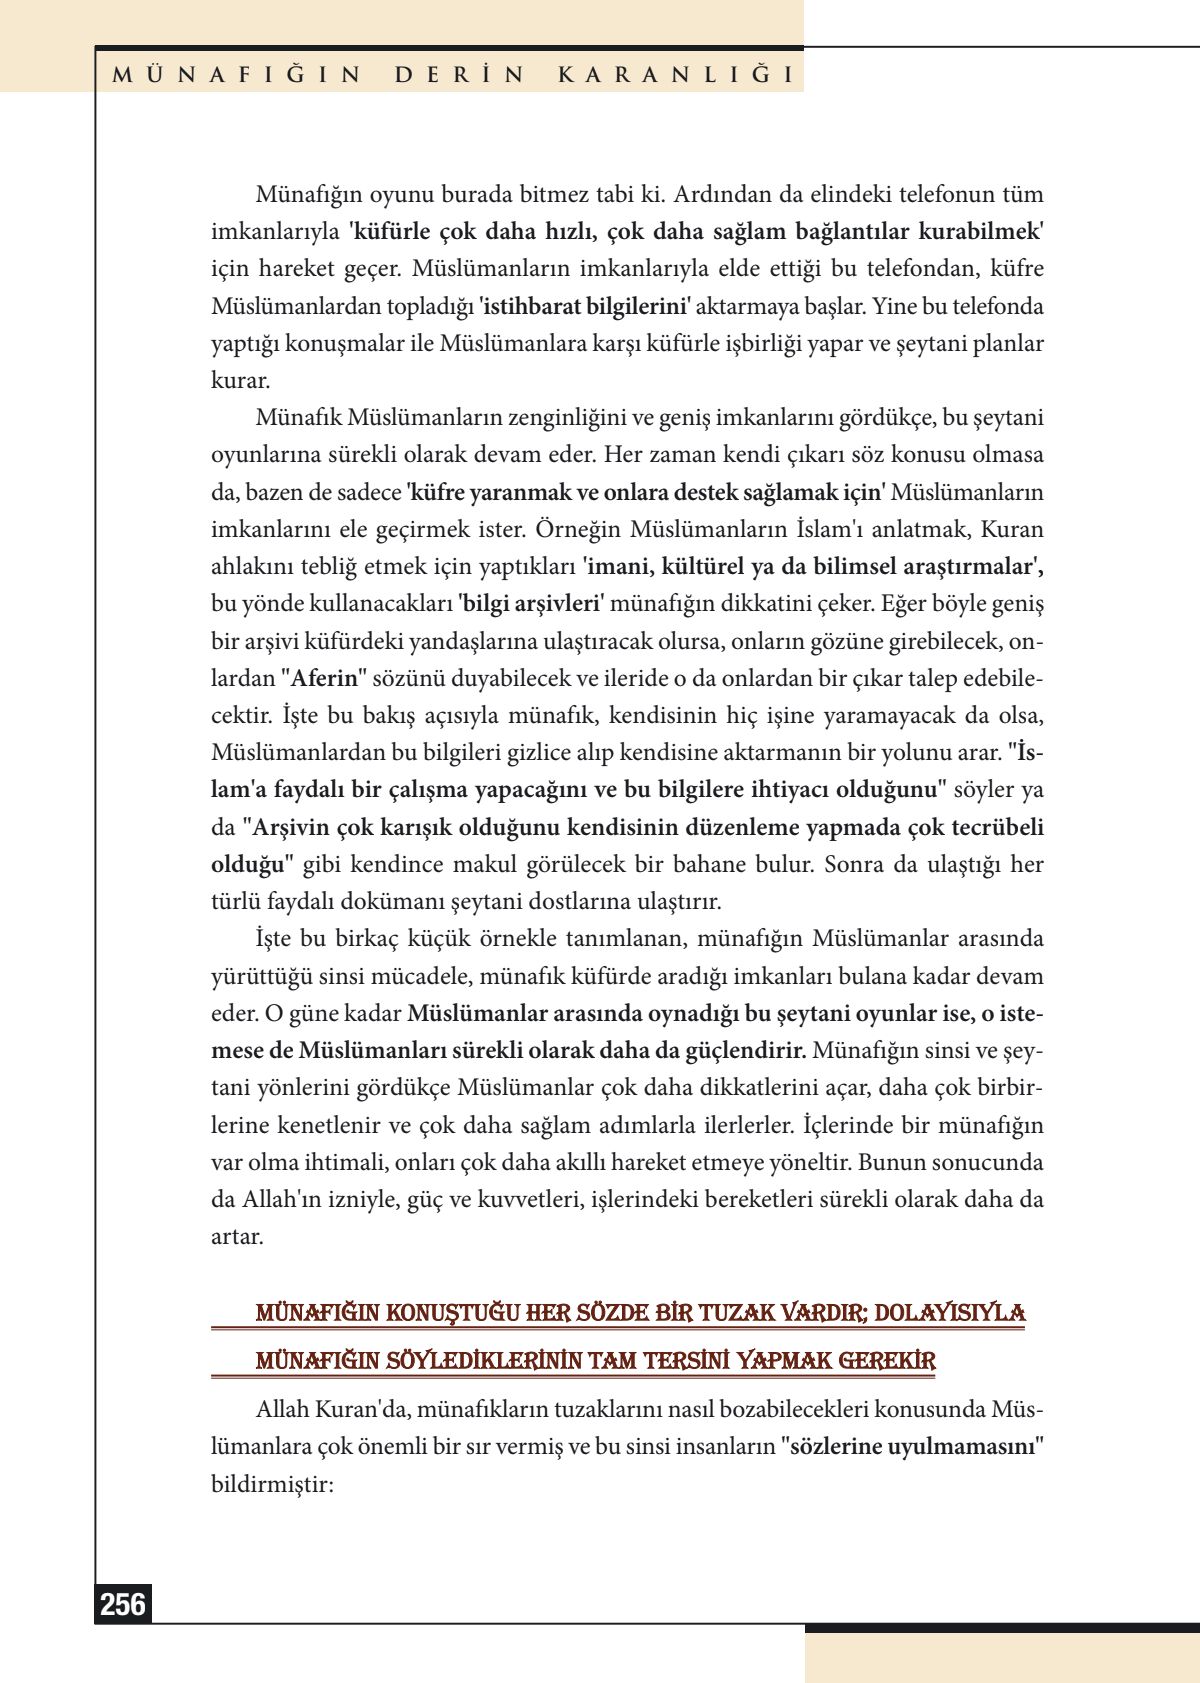 MÜNAFIĞIN DERİN KARANLIĞI
Münafığın oyunu burada bitmez tabi ki. Ardından da elindeki telefonun tüm
imkanlarıyla 'küfürle çok daha hızlı, çok daha sağlam bağlantılar kurabilmek'
için hareket geçer. Müslümanların imkanlarıyla elde ettiği bu telefondan, küfre
Müslümanlardan topladığı 'istihbarat bilgilerini' aktarmaya başlar. Yine bu telefonda
yaptığı konuşmalar ile Müslümanlara karşı küfürle işbirliği yapar ve şeytani planlar
kurar.
Münafık Müslümanların zenginliğini ve geniş imkanlarını gördükçe, bu şeytani
oyunlarına sürekli olarak devam eder. Her zaman kendi çıkarı söz konusu olmasa
da, bazen de sadece 'küfre yaranmak ve onlara destek sağlamak için' Müslümanların
imkanlarını ele geçirmek ister. Örneğin Müslümanların İslam'ı anlatmak, Kuran
ahlakını tebliğ etmek için yaptıkları 'imani, kültürel ya da bilimsel araştırmalar',
bu yönde kullanacakları 'bilgi arşivleri' münafığın dikkatini çeker. Eğer böyle geniş
bir arşivi küfürdeki yandaşlarına ulaştıracak olursa, onların gözüne girebilecek, on-
lardan "Aferin" sözünü duyabilecek ve ileride o da onlardan bir çıkar talep edebile-
cektir. İşte bu bakış açısıyla münafık, kendisinin hiç işine yaramayacak da olsa,
Müslümanlardan bu bilgileri gizlice alıp kendisine aktarmanın bir yolunu arar. "İs-
lam'a faydalı bir çalışma yapacağını ve bu bilgilere ihtiyacı olduğunu" söyler ya
da "Arşivin çok karışık olduğunu kendisinin düzenleme yapmada çok tecrübeli
olduğu" gibi kendince makul görülecek bir bahane bulur. Sonra da ulaştığı her
türlü faydalı dokümanı şeytani dostlarına ulaştırır.
İşte bu birkaç küçük örnekle tanımlanan, münafığın Müslümanlar arasında
yürüttüğü sinsi mücadele, münafık küfürde aradığı imkanları bulana kadar devam
eder. O güne kadar Müslümanlar arasında oynadığı bu şeytani oyunlar ise, o iste-
mese de Müslümanları sürekli olarak daha da güçlendirir. Münafığın sinsi ve şey-
tani yönlerini gördükçe Müslümanlar çok daha dikkatlerini açar, daha çok birbir-
lerine kenetlenir ve çok daha sağlam adımlarla ilerlerler. İçlerinde bir münafığın
var olma ihtimali, onları çok daha akıllı hareket etmeye yöneltir. Bunun sonucunda
da Allah'ın izniyle, güç ve kuvvetleri, işlerindeki bereketleri sürekli olarak daha da
artar.
MÜNAFIĞIN KONUŞTUĞU HER SÖZDE BİR TUZAK VARDIR; DOLAYISIYLA
MÜNAFIĞIN SÖYLEDİKLERİNİN TAM TERSİNİ YAPMAK GEREKİR
Allah Kuran'da, münafıkların tuzaklarını nasıl bozabilecekleri konusunda Müs-
lümanlara çok önemli bir sır vermiş ve bu sinsi insanların "sözlerine uyulmamasını"
bildirmiştir:
256